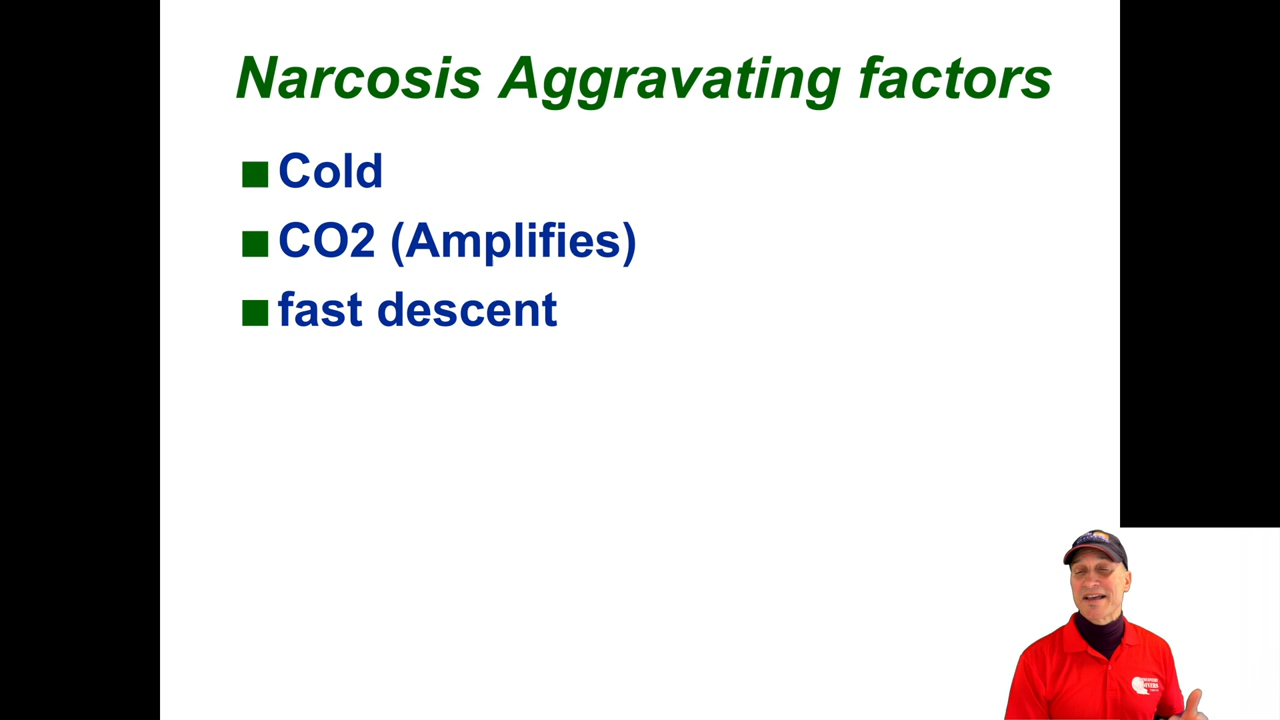 Narcosis Aggravating factors
Cold
CO2 (Amplifies)
fast descent